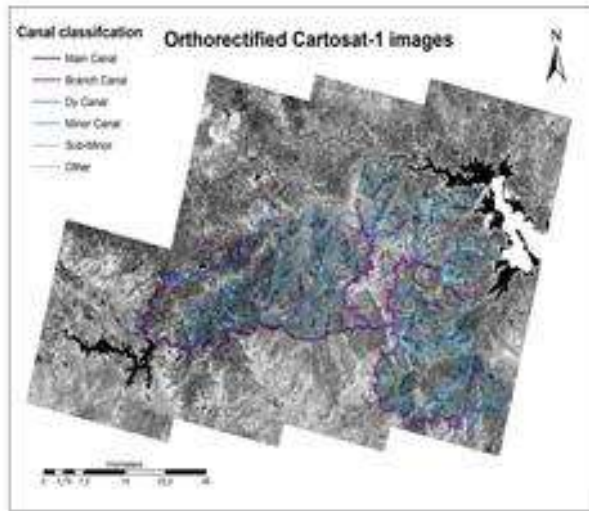 Canal classifcation
Orthorectified Cartosat-1 images
N
Main Canal
Branch Canal
Dy Canal
Minor Canal
Sub-Minor
Other